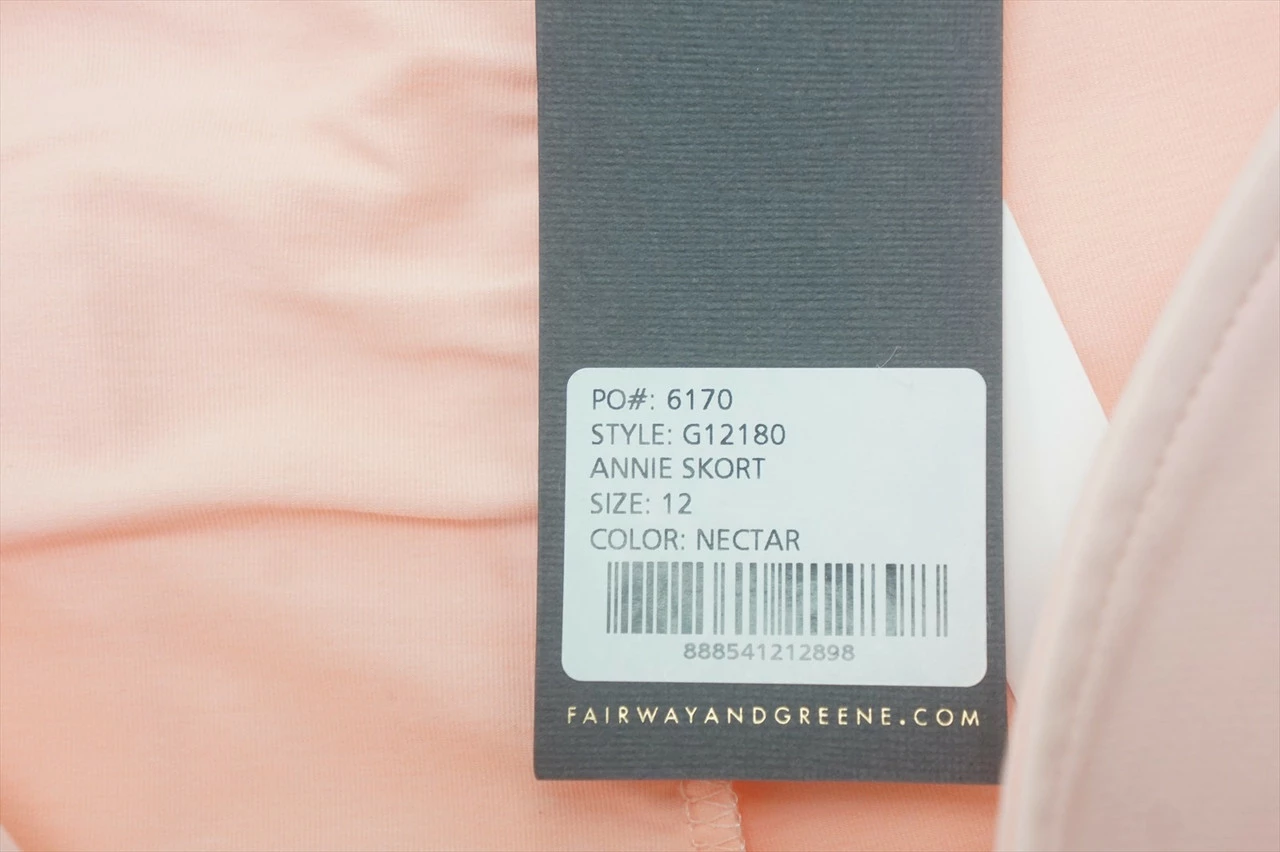 PO#: 6170
STYLE: G12180
ANNIE SKORT
SIZE: 12
COLOR: NECTAR
888541212898
FAIRWAYANDGREENE.COM